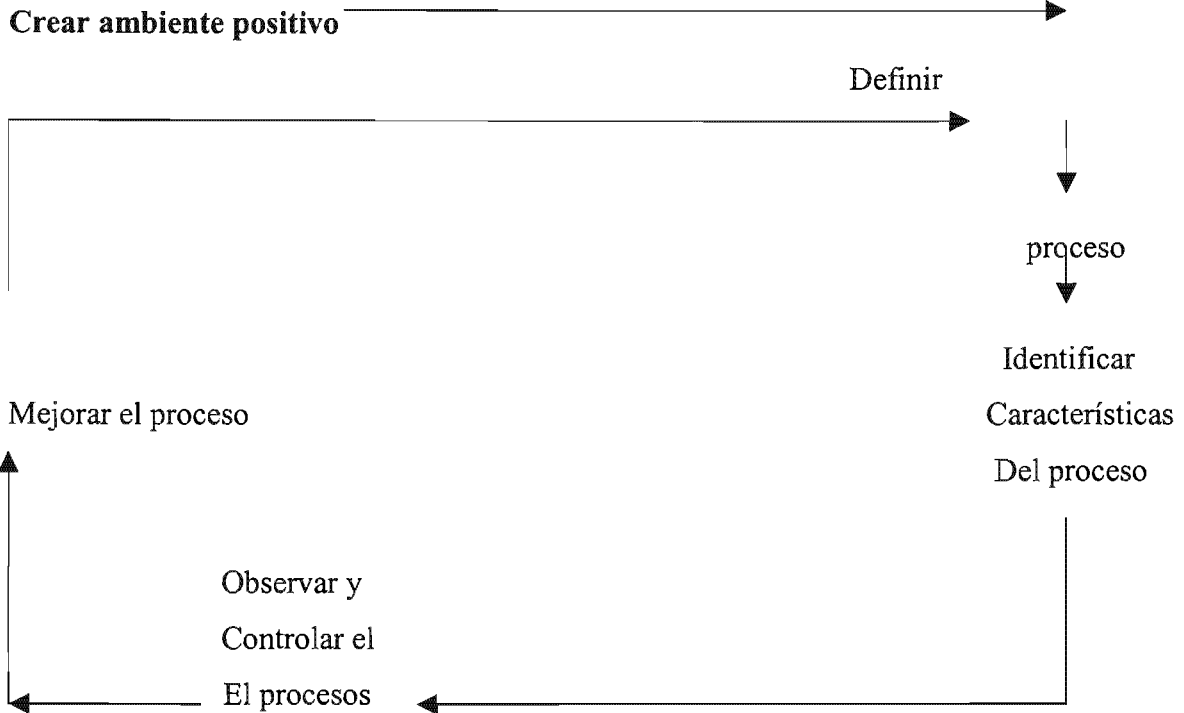 Crear ambiente positivo
Definir
proceso
Identificar
Características
Del proceso
Mejorar el proceso
Observar y
Controlar el
El procesos